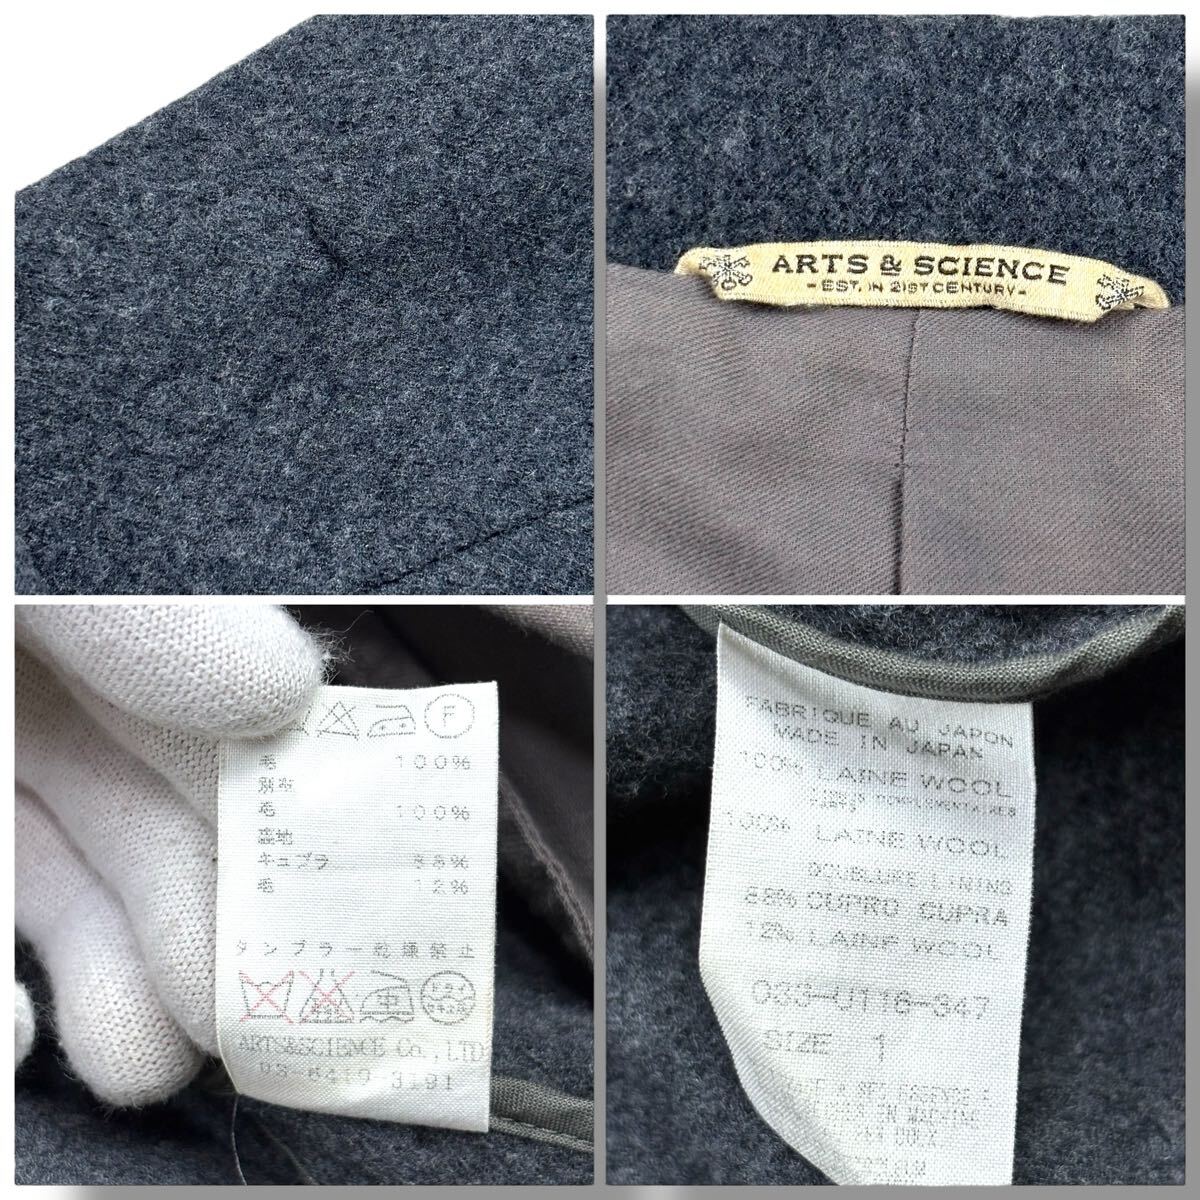 ARTS & SCIENCE
-EST. IN 21ST CENTURY-
F
毛 100%
別布
毛 100%
裏地
キュプラ 88%
毛 12%
タンブラー乾燥禁止
中
ARTS&SCIENCE Co.,LTD
03 6419 3191
FABRIQUE AU JAPON
MADE IN JAPAN
100% LAINE WOOL
100% LAINE WOOL
DOUBLURE LINING
88% CUPRO CUPRA
12% LAINE WOOL
033-U116-347
SIZE 1